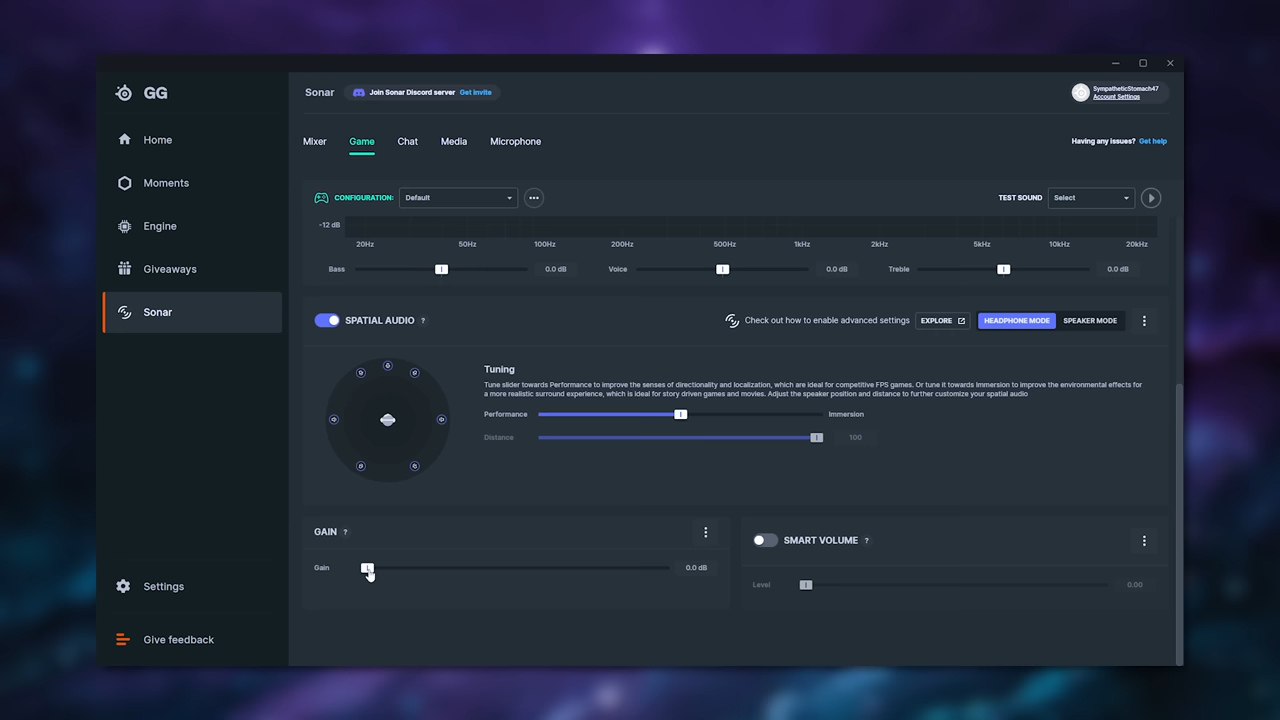 GG
Home
Moments
Engine
Giveaways
Sonar
Settings
Give feedback
Sonar
Join Sonar Discord server Get invite
SympatheticStomach47
Account Settings
Mixer Game Chat Media Microphone
Having any issues? Get help
CONFIGURATION: Default
TEST SOUND Select
-12 dB
20Hz 50Hz 100Hz 200Hz 500Hz 1kHz 2kHz 5kHz 10kHz 20kHz
Bass 0.0 dB Voice 0.0 dB Treble 0.0 dB
SPATIAL AUDIO ?
Check out how to enable advanced settings EXPLORE HEADPHONE MODE SPEAKER MODE
Tuning
Tune slider towards Performance to improve the senses of directionality and localization, which are ideal for competitive FPS games. Or tune it towards Immersion to improve the environmental effects for
a more realistic surround experience, which is ideal for story driven games and movies. Adjust the speaker position and distance to further customize your spatial audio
Performance Immersion
Distance 100
GAIN ?
Gain 0.0 dB
SMART VOLUME ?
Level 0.00